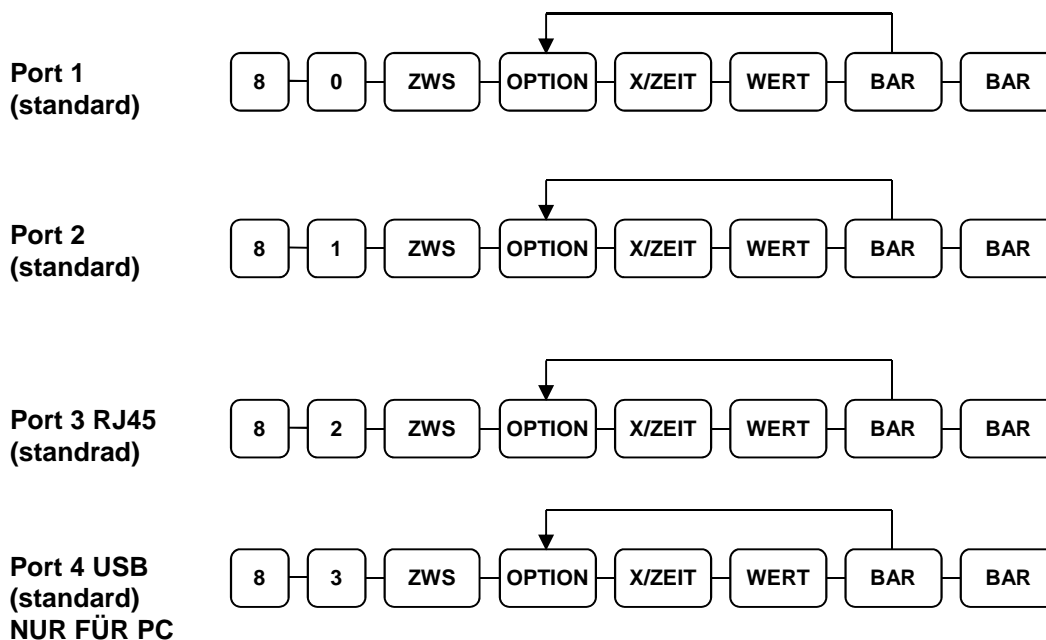 Port 1
(standard)
8 0 ZWS OPTION X/ZEIT WERT BAR BAR
Port 2
(standard)
8 1 ZWS OPTION X/ZEIT WERT BAR BAR
Port 3 RJ45
(standrad)
8 2 ZWS OPTION X/ZEIT WERT BAR BAR
Port 4 USB
(standard)
NUR FÜR PC
8 3 ZWS OPTION X/ZEIT WERT BAR BAR